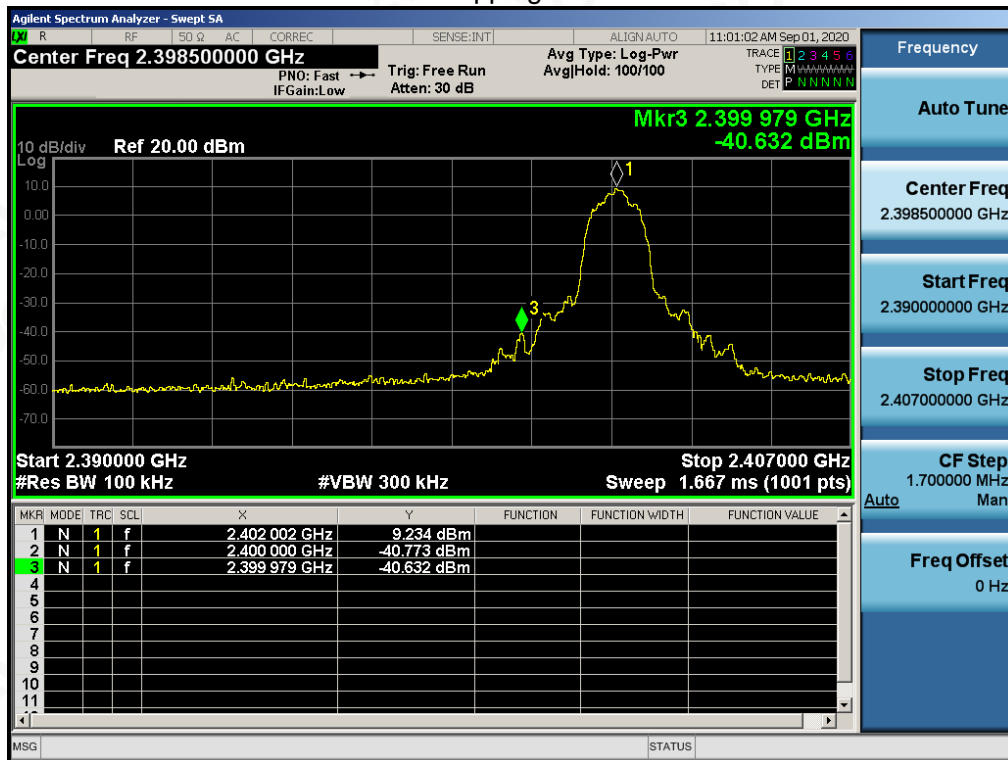 Agilent Spectrum Analyzer - Swept SA
LXI R RF 50 Ω AC CORREC SENSE:INT ALIGN AUTO 11:01:02 AM Sep 01, 2020
Center Freq 2.398500000 GHz
PNO: Fast
IFGain:Low
Trig: Free Run
Atten: 30 dB
Avg Type: Log-Pwr
Avg|Hold: 100/100
TRACE 1 2 3 4 5 6
TYPE M
DET P N N N N N
Mkr3 2.399 979 GHz
-40.632 dBm
10 dB/div Ref 20.00 dBm
Log
10.0
0.00
-10.0
-20.0
-30.0
-40.0
-50.0
-60.0
-70.0
1
3
Start 2.390000 GHz Stop 2.407000 GHz
#Res BW 100 kHz #VBW 300 kHz Sweep 1.667 ms (1001 pts)
MKR MODE TRC SCL X Y FUNCTION FUNCTION WIDTH FUNCTION VALUE
1 N 1 f 2.402 002 GHz 9.234 dBm
2 N 1 f 2.400 000 GHz -40.773 dBm
3 N 1 f 2.399 979 GHz -40.632 dBm
4
5
6
7
8
9
10
11
MSG STATUS
Frequency
Auto Tune
Center Freq
2.398500000 GHz
Start Freq
2.390000000 GHz
Stop Freq
2.407000000 GHz
CF Step
1.700000 MHz
Auto Man
Freq Offset
0 Hz